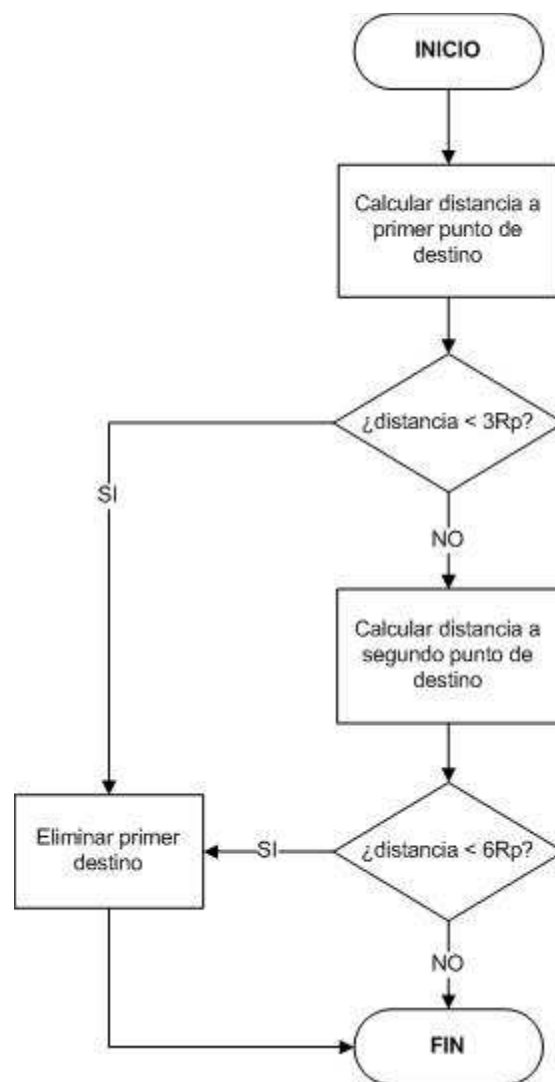 INICIO
Calcular distancia a
primer punto de
destino
¿distancia < 3Rp?
SI
NO
Calcular distancia a
segundo punto de
destino
Eliminar primer
destino
SI
¿distancia < 6Rp?
NO
FIN